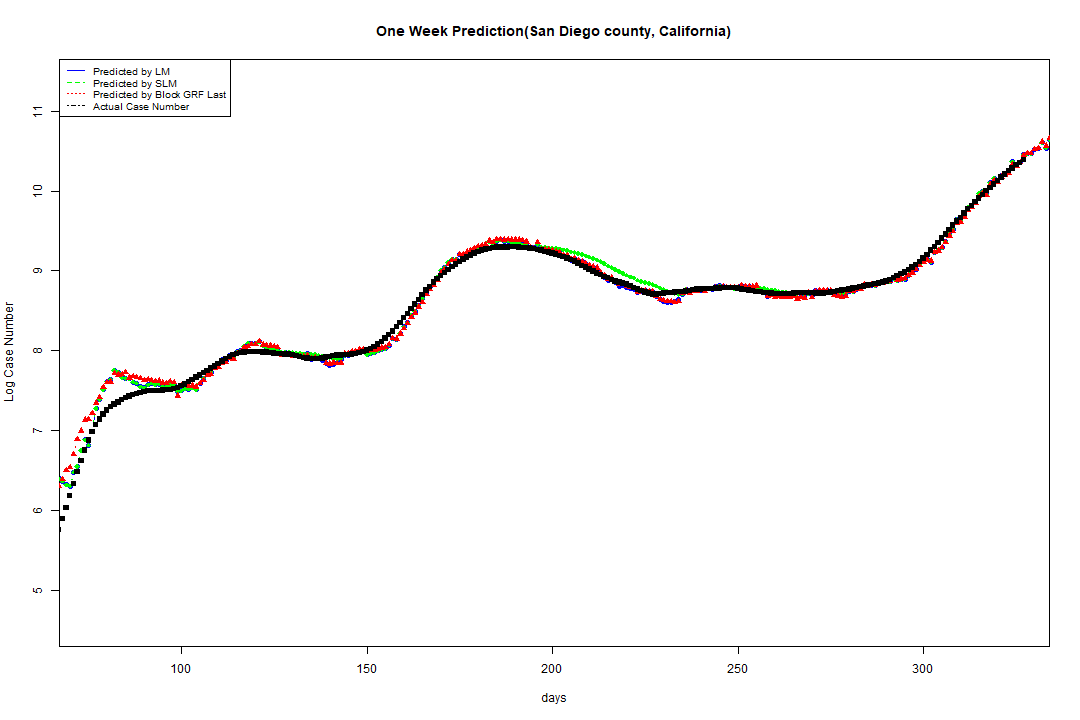 One Week Prediction(San Diego county, California)
Predicted by LM
Predicted by SLM
Predicted by Block GRF Last
Actual Case Number
11
10
9
8
7
6
5
Log Case Number
100 150 200 250 300
days